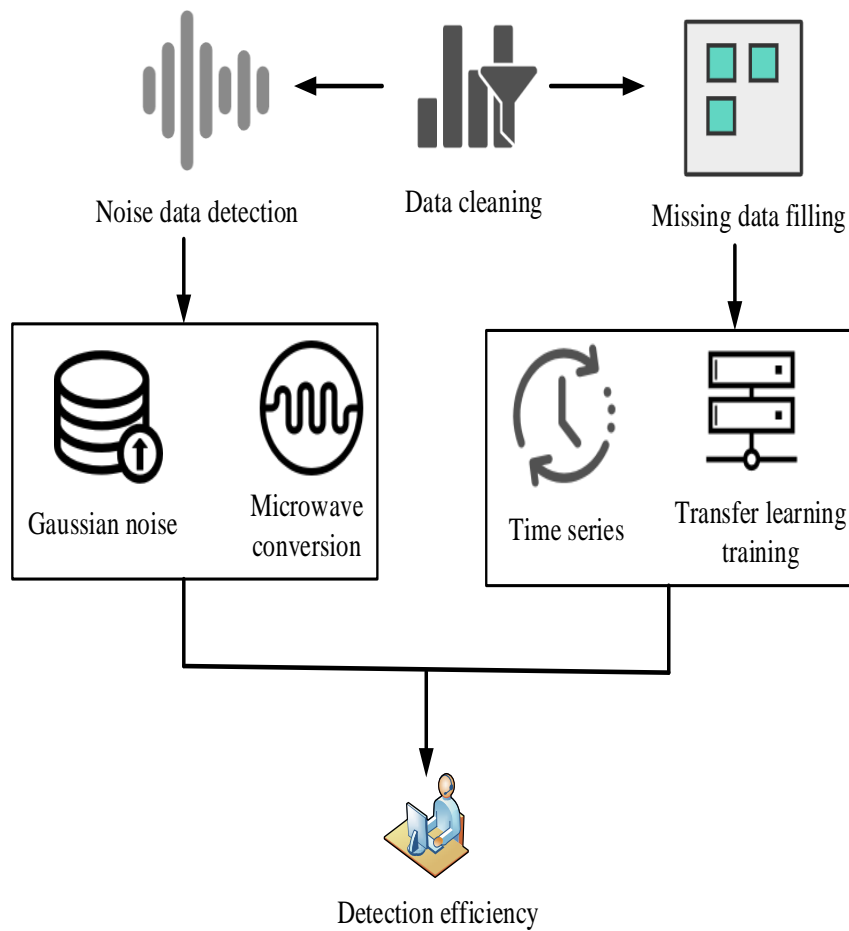 Noise data detection
Data cleaning
Missing data filling
Gaussian noise
Microwave
conversion
Time series
Transfer learning
training
Detection efficiency